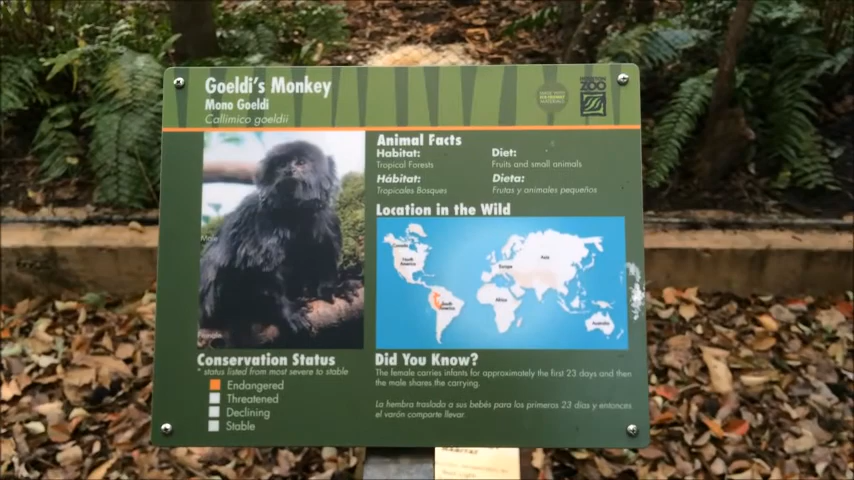 Goeldi's Monkey
Mono Goeldi
Callimico goeldii
ZOO
Animal Facts
Habitat:
Tropical Forests
Diet:
Fruits and small animals
Hábitat:
Tropicales Bosques
Dieta:
Frutas y animales pequeños
Location in the Wild
Canada
North
America
South
America
Europe
Asia
Africa
Australia
Male
Conservation Status
* status listed from most severe to stable
Endangered
Threatened
Declining
Stable
Did You Know?
The female carries infants for approximately the first 23 days and then
the male shares the carrying.
La hembra traslada a sus bebés para los primeros 23 días y entonces
el varón comparte llevar.
HABITAT